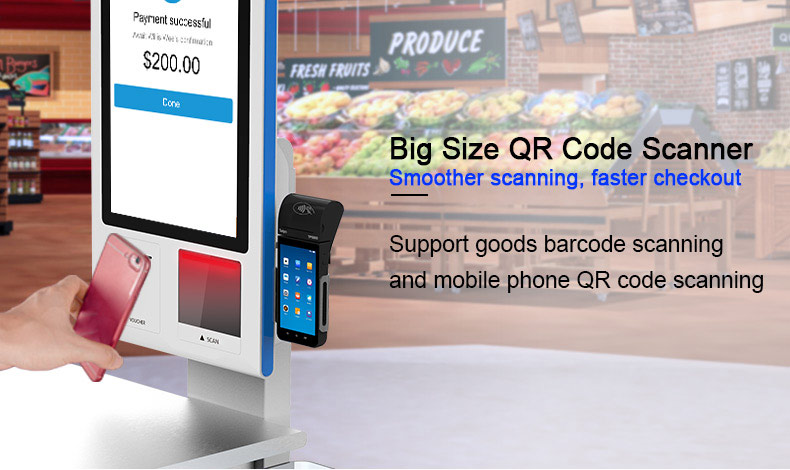 Payment successful
$200.00
Done
PRODUCE
FRESH FRUITS
Big Size QR Code Scanner
Smoother scanning, faster checkout
Support goods barcode scanning
and mobile phone QR code scanning
VOUCHER
▲ SCAN